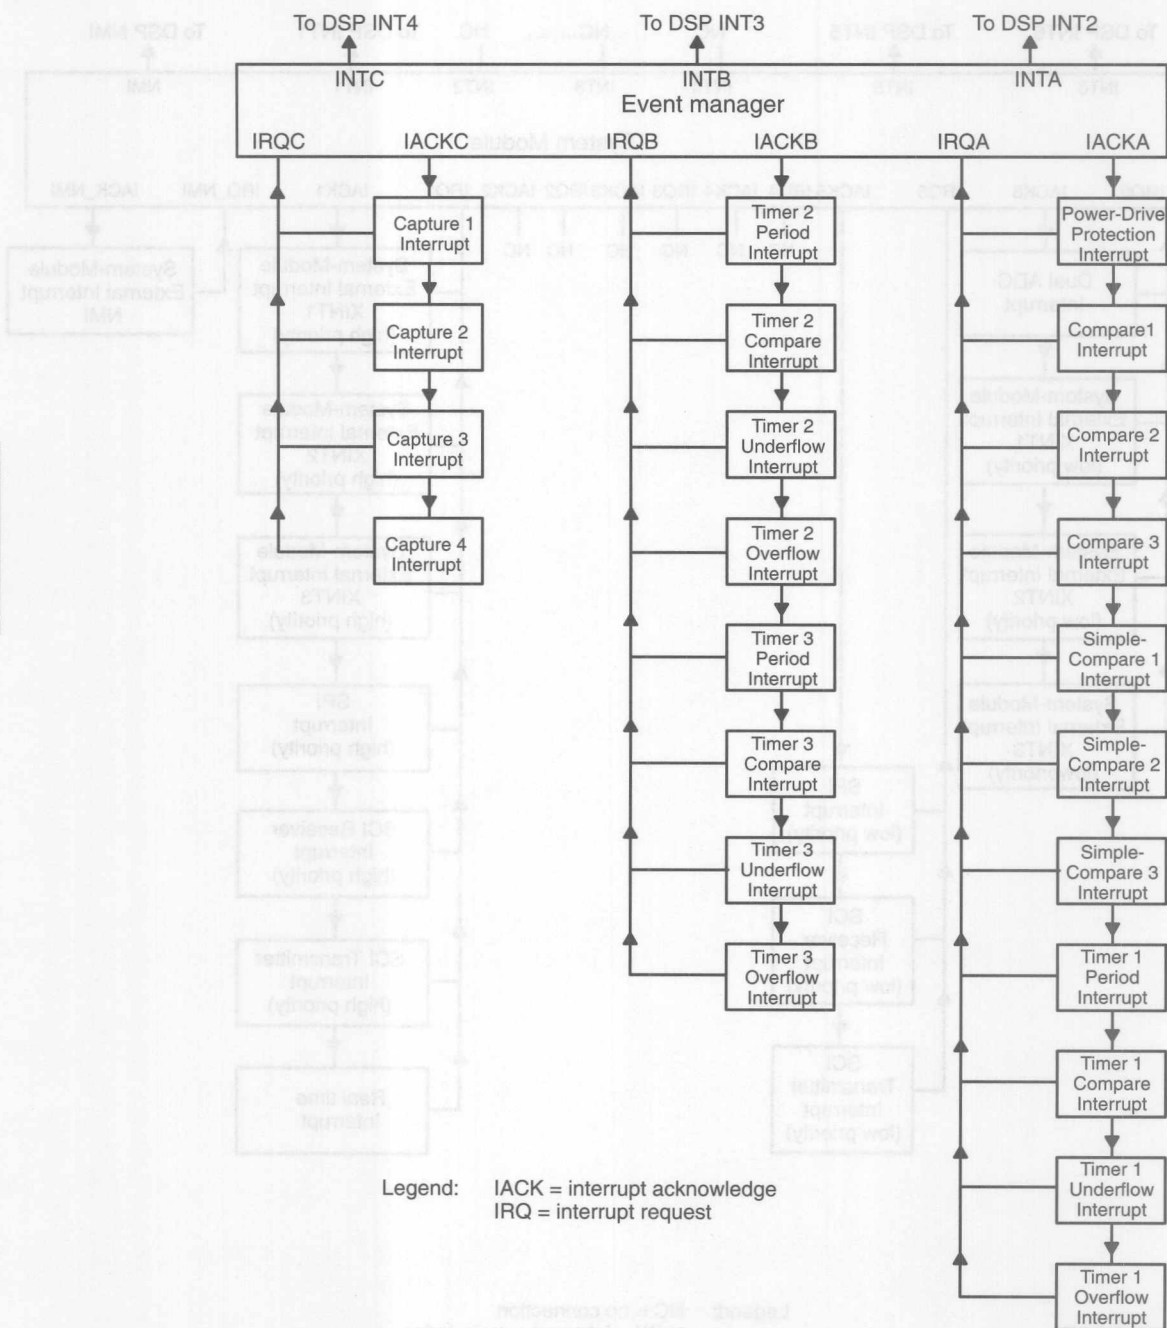 To DSP INT4
To DSP INT3
To DSP INT2
INTC
INTB
INTA
Event manager
IRQC
IACKC
IRQB
IACKB
IRQA
IACKA
Capture 1
Interrupt
Capture 2
Interrupt
Capture 3
Interrupt
Capture 4
Interrupt
Timer 2
Period
Interrupt
Timer 2
Compare
Interrupt
Timer 2
Underflow
Interrupt
Timer 2
Overflow
Interrupt
Timer 3
Period
Interrupt
Timer 3
Compare
Interrupt
Timer 3
Underflow
Interrupt
Timer 3
Overflow
Interrupt
Power-Drive
Protection
Interrupt
Compare1
Interrupt
Compare 2
Interrupt
Compare 3
Interrupt
Simple-
Compare 1
Interrupt
Simple-
Compare 2
Interrupt
Simple-
Compare 3
Interrupt
Timer 1
Period
Interrupt
Timer 1
Compare
Interrupt
Timer 1
Underflow
Interrupt
Timer 1
Overflow
Interrupt
Legend: IACK = interrupt acknowledge
IRQ = interrupt request